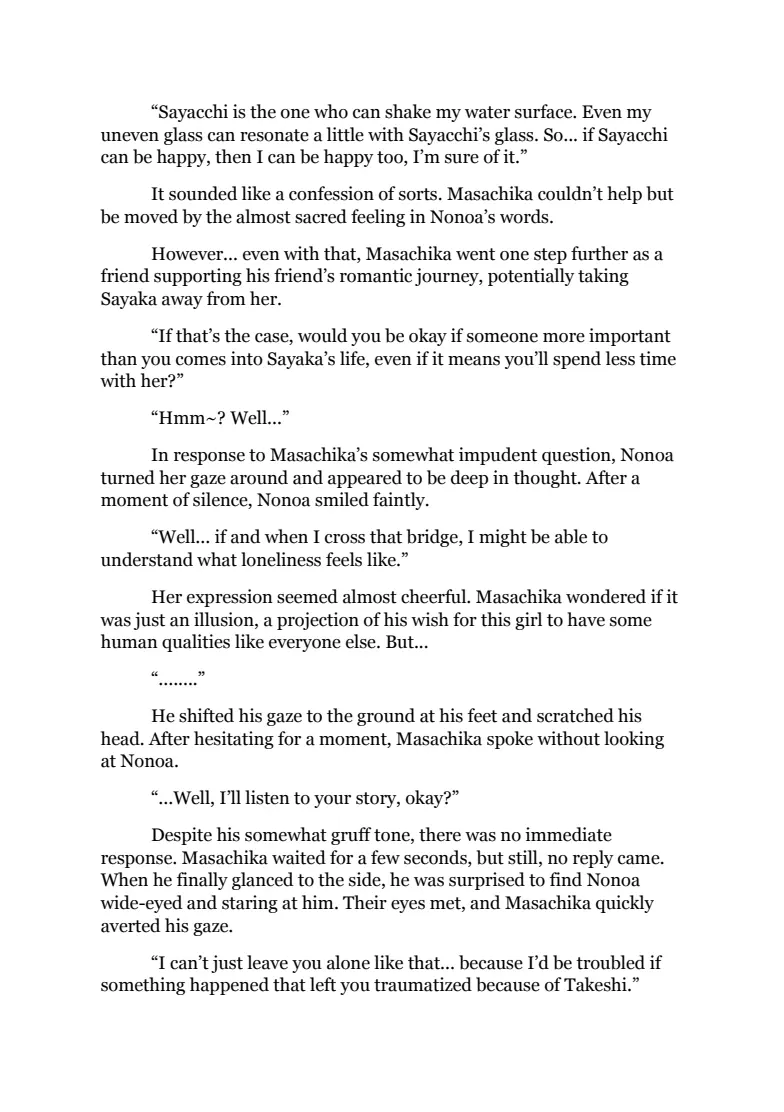 “Sayacchi is the one who can shake my water surface. Even my
uneven glass can resonate a little with Sayacchi’s glass. So... if Sayacchi
can be happy, then I can be happy too, I’m sure of it.”
It sounded like a confession of sorts. Masachika couldn’t help but
be moved by the almost sacred feeling in Nonoa’s words.
However... even with that, Masachika went one step further as a
friend supporting his friend’s romantic journey, potentially taking
Sayaka away from her.
“If that’s the case, would you be okay if someone more important
than you comes into Sayaka’s life, even if it means you’ll spend less time
with her?”
“Hmm~? Well...”
In response to Masachika’s somewhat impudent question, Nonoa
turned her gaze around and appeared to be deep in thought. After a
moment of silence, Nonoa smiled faintly.
“Well... if and when I cross that bridge, I might be able to
understand what loneliness feels like.”
Her expression seemed almost cheerful. Masachika wondered if it
was just an illusion, a projection of his wish for this girl to have some
human qualities like everyone else. But...
“........”
He shifted his gaze to the ground at his feet and scratched his
head. After hesitating for a moment, Masachika spoke without looking
at Nonoa.
“...Well, I’ll listen to your story, okay?”
Despite his somewhat gruff tone, there was no immediate
response. Masachika waited for a few seconds, but still, no reply came.
When he finally glanced to the side, he was surprised to find Nonoa
wide-eyed and staring at him. Their eyes met, and Masachika quickly
averted his gaze.
“I can’t just leave you alone like that... because I’d be troubled if
something happened that left you traumatized because of Takeshi.”